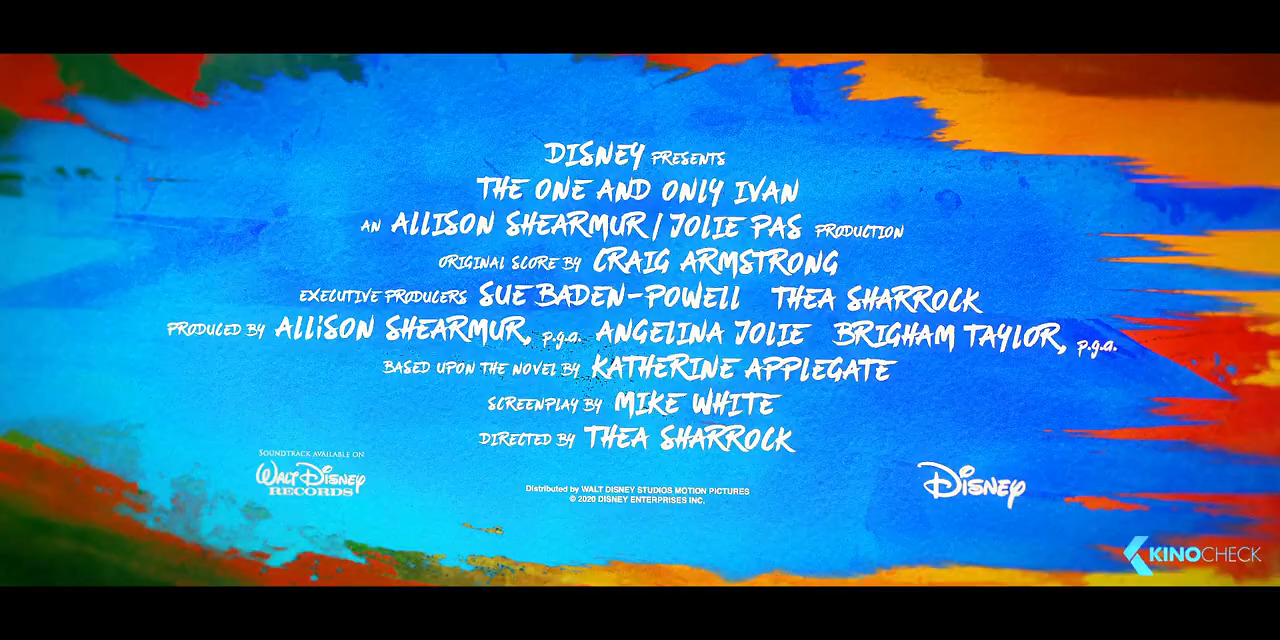 DISNEY PRESENTS
THE ONE AND ONLY IVAN
AN ALLISON SHEARMUR / JOLIE PAS PRODUCTION
ORIGINAL SCORE BY CRAIG ARMSTRONG
EXECUTIVE PRODUCERS SUE BADEN-POWELL THEA SHARROCK
PRODUCED BY ALLISON SHEARMUR, p.g.a. ANGELINA JOLIE BRIGHAM TAYLOR, p.g.a.
BASED UPON THE NOVEL BY KATHERINE APPLEGATE
SCREENPLAY BY MIKE WHITE
DIRECTED BY THEA SHARROCK
SOUNDTRACK AVAILABLE ON
WALT DISNEY
RECORDS
Distributed by WALT DISNEY STUDIOS MOTION PICTURES
© 2020 DISNEY ENTERPRISES INC.
Disney
KINOCHECK